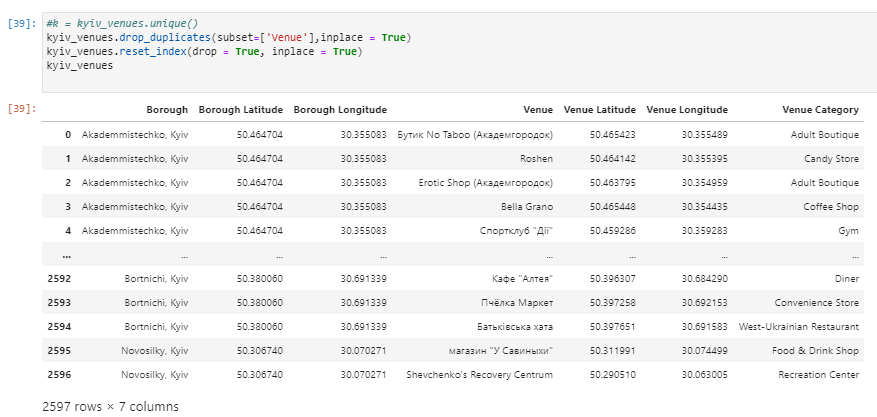 [39]: #k = kyiv_venues.unique()
kyiv_venues.drop_duplicates(subset=['Venue'],inplace = True)
kyiv_venues.reset_index(drop = True, inplace = True)
kyiv_venues
[39]: Borough Borough Latitude Borough Longitude Venue Venue Latitude Venue Longitude Venue Category
0 Akademmistechko, Kyiv 50.464704 30.355083 Бутик No Taboo (Академгородок) 50.465423 30.355489 Adult Boutique
1 Akademmistechko, Kyiv 50.464704 30.355083 Roshen 50.464142 30.355395 Candy Store
2 Akademmistechko, Kyiv 50.464704 30.355083 Erotic Shop (Академгородок) 50.463795 30.354959 Adult Boutique
3 Akademmistechko, Kyiv 50.464704 30.355083 Bella Grano 50.465448 30.354435 Coffee Shop
4 Akademmistechko, Kyiv 50.464704 30.355083 Спортклуб "Дії" 50.459286 30.359283 Gym
... ... ... ... ... ... ... ...
2592 Bortnichi, Kyiv 50.380060 30.691339 Кафе "Алтея" 50.396307 30.684290 Diner
2593 Bortnichi, Kyiv 50.380060 30.691339 Пчёлка Маркет 50.397258 30.692153 Convenience Store
2594 Bortnichi, Kyiv 50.380060 30.691339 Батьківська хата 50.397651 30.691583 West-Ukrainian Restaurant
2595 Novosilky, Kyiv 50.306740 30.070271 магазин "У Савиныхи" 50.311991 30.074499 Food & Drink Shop
2596 Novosilky, Kyiv 50.306740 30.070271 Shevchenko's Recovery Centrum 50.290510 30.063005 Recreation Center
2597 rows × 7 columns